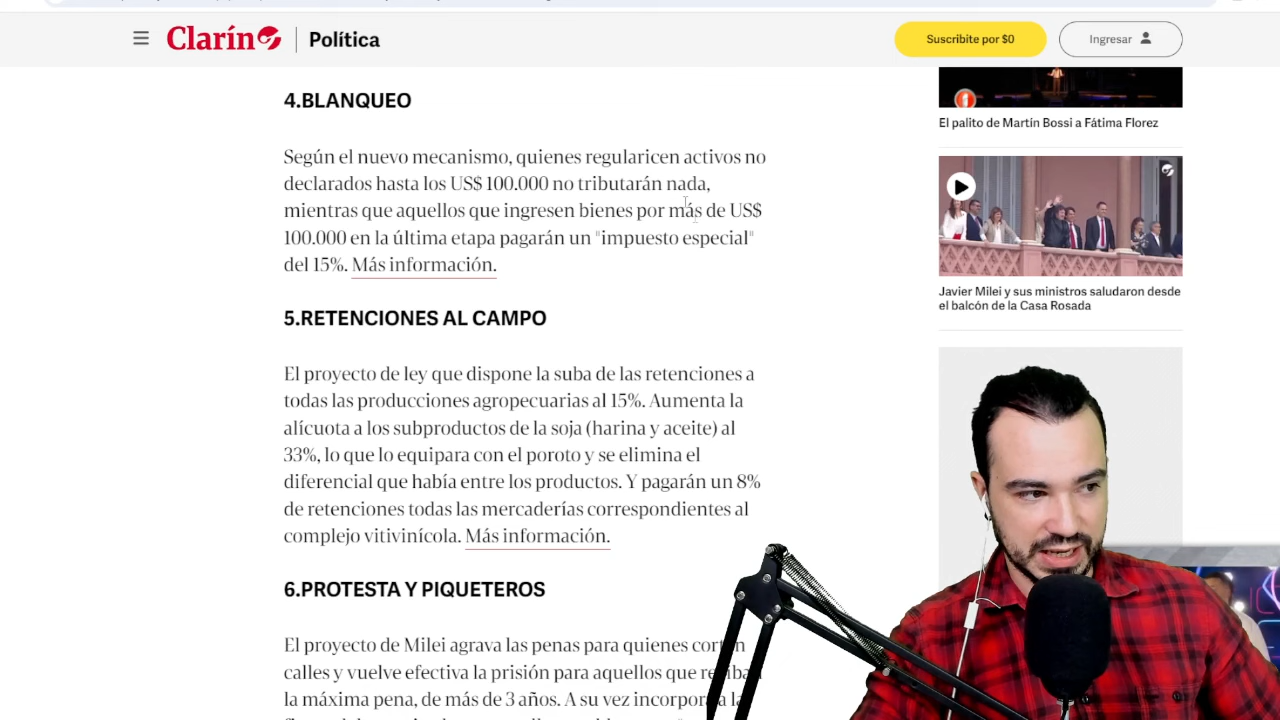 Clarín
Política
Suscribite por $0
Ingresar
4.BLANQUEO
Según el nuevo mecanismo, quienes regularicen activos no
declarados hasta los US$ 100.000 no tributarán nada,
mientras que aquellos que ingresen bienes por más de US$
100.000 en la última etapa pagarán un "impuesto especial"
del 15%. Más información.
5.RETENCIONES AL CAMPO
El proyecto de ley que dispone la suba de las retenciones a
todas las producciones agropecuarias al 15%. Aumenta la
alícuota a los subproductos de la soja (harina y aceite) al
33%, lo que lo equipara con el poroto y se elimina el
diferencial que había entre los productos. Y pagarán un 8%
de retenciones todas las mercaderías correspondientes al
complejo vitivinícola. Más información.
6.PROTESTA Y PIQUETEROS
El proyecto de Milei agrava las penas para quienes corten
calles y vuelve efectiva la prisión para aquellos que reciban
la máxima pena, de más de 3 años. A su vez incorpora la
El palito de Martín Bossi a Fátima Florez
Javier Milei y sus ministros saludaron desde
el balcón de la Casa Rosada